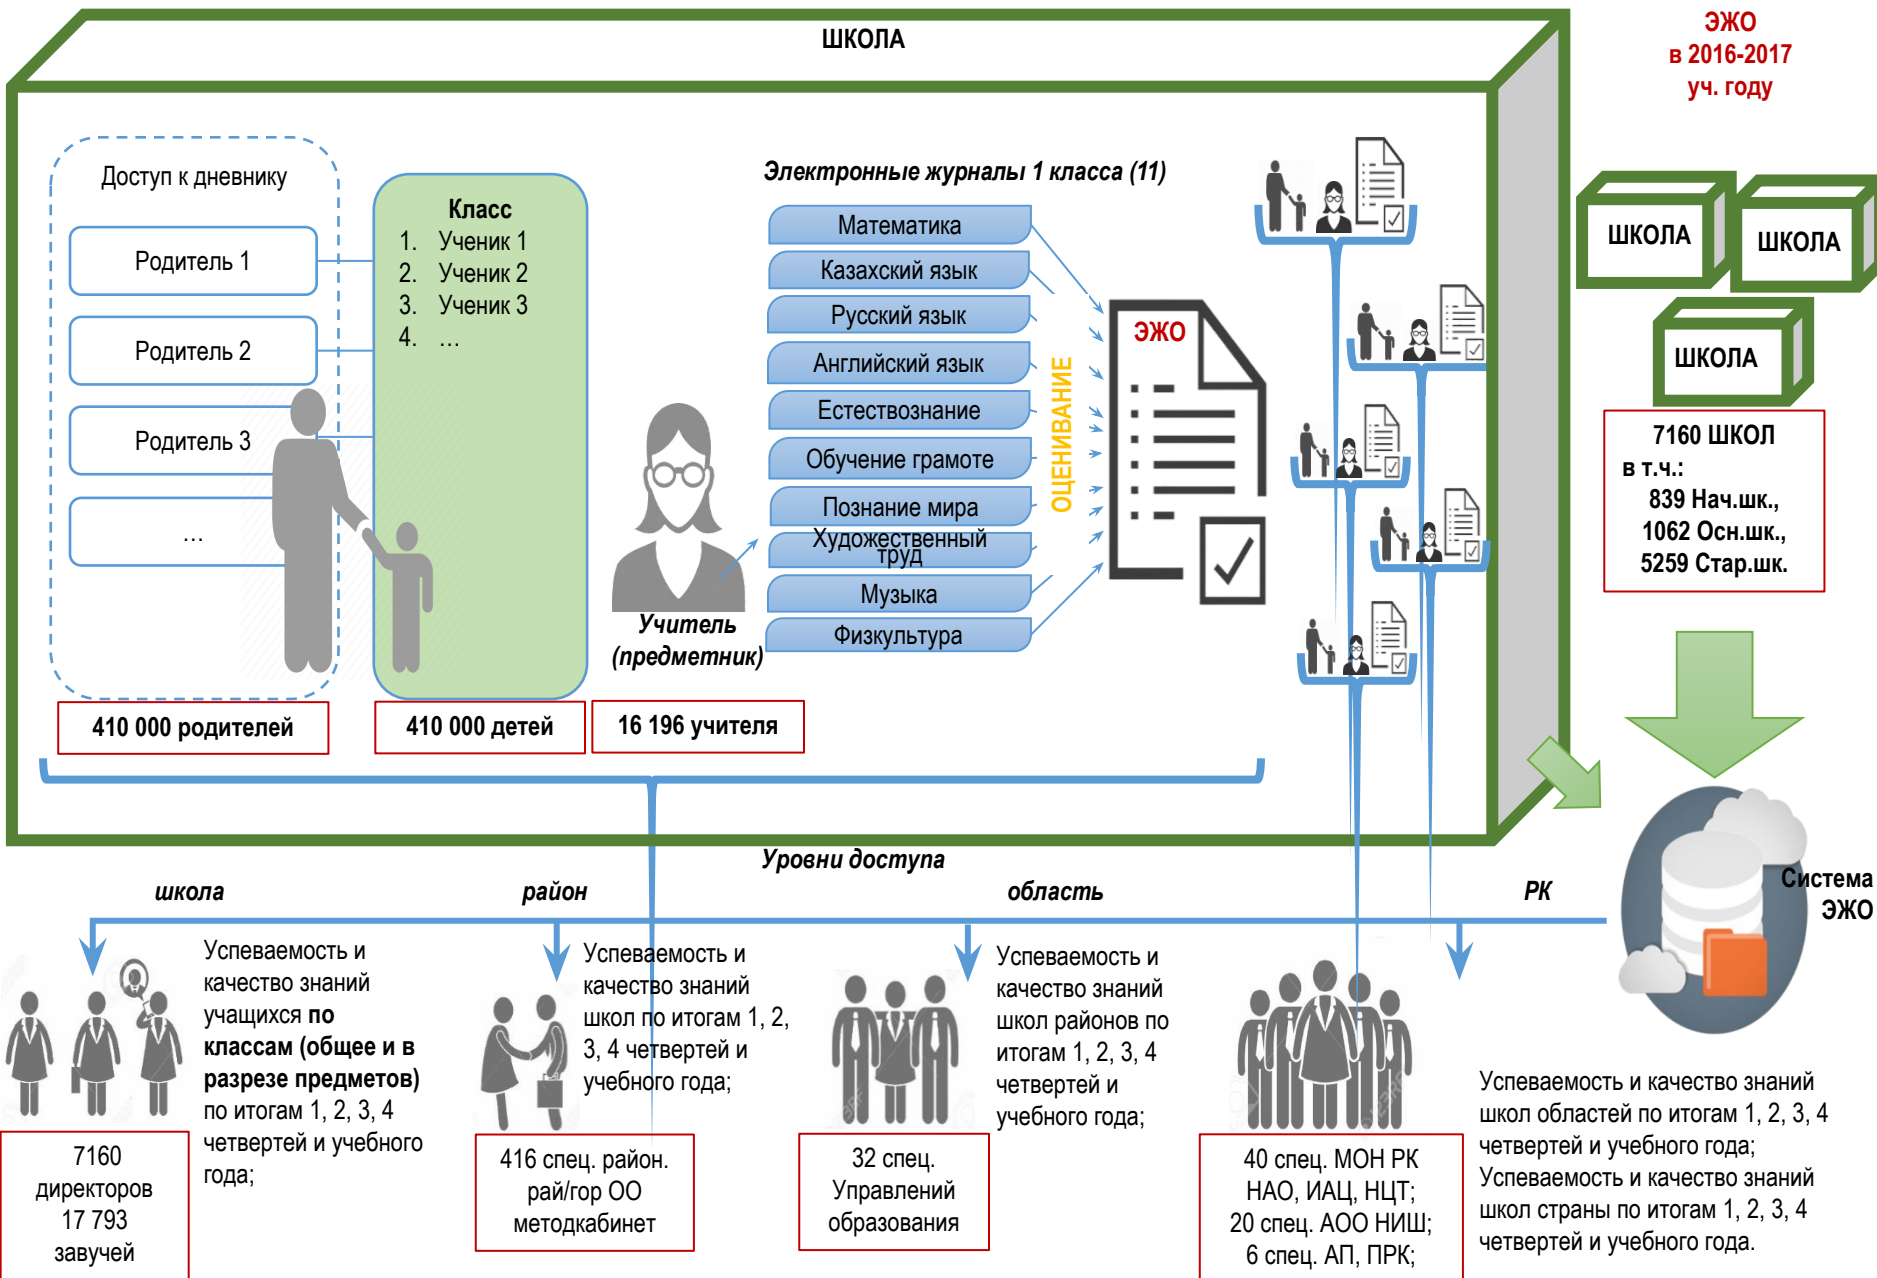 ШКОЛА
ЭЖО
в 2016-2017
уч. году
Доступ к дневнику
Родитель 1
Родитель 2
Родитель 3
...
Класс
1. Ученик 1
2. Ученик 2
3. Ученик 3
4. ...
Учитель
(предметник)
Электронные журналы 1 класса (11)
Математика
Казахский язык
Русский язык
Английский язык
Естествознание
Обучение грамоте
Познание мира
Художественный
труд
Музыка
Физкультура
ОЦЕНИВАНИЕ
ЭЖО
410 000 родителей
410 000 детей
16 196 учителя
ШКОЛА
ШКОЛА
ШКОЛА
7160 ШКОЛ
в т.ч.:
839 Нач.шк.,
1062 Осн.шк.,
5259 Стар.шк.
Система
ЭЖО
Уровни доступа
школа
район
область
РК
Успеваемость и
качество знаний
учащихся по
классам (общее и в
разрезе предметов)
по итогам 1, 2, 3, 4
четвертей и учебного
года;
7160
директоров
17 793
завучей
Успеваемость и
качество знаний
школ по итогам 1, 2,
3, 4 четвертей и
учебного года;
416 спец. район.
рай/гор ОО
методкабинет
Успеваемость и
качество знаний
школ районов по
итогам 1, 2, 3, 4
четвертей и
учебного года;
32 спец.
Управлений
образования
40 спец. МОН РК
НАО, ИАЦ, НЦТ;
20 спец. АОО НИШ;
6 спец. АП, ПРК;
Успеваемость и качество знаний
школ областей по итогам 1, 2, 3, 4
четвертей и учебного года;
Успеваемость и качество знаний
школ страны по итогам 1, 2, 3, 4
четвертей и учебного года.